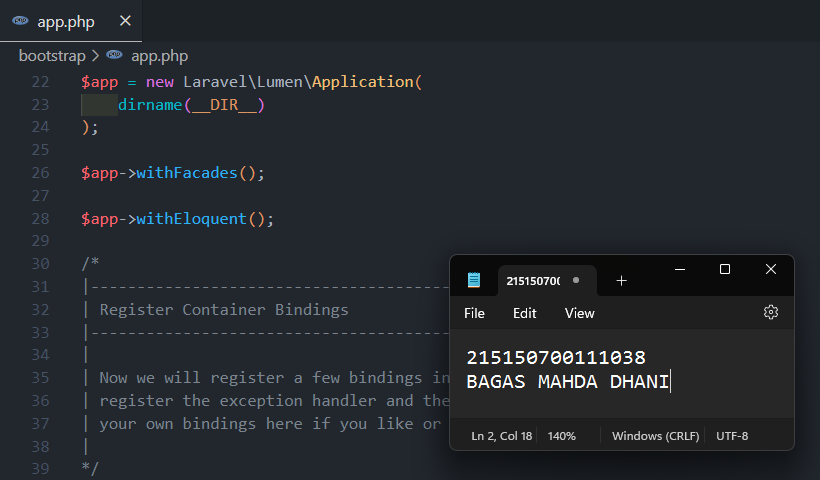 app.php
bootstrap > app.php
22 $app = new Laravel\Lumen\Application(
23     dirname(__DIR__)
24 );
25
26 $app->withFacades();
27
28 $app->withEloquent();
29
30 /*
31 |---------------------------------------
32 | Register Container Bindings
33 |---------------------------------------
34 |
35 | Now we will register a few bindings in
36 | register the exception handler and the
37 | your own bindings here if you like or
38 |
39 */
21515070
File Edit View
215150700111038
BAGAS MAHDA DHANI
Ln 2, Col 18 140% Windows (CRLF) UTF-8